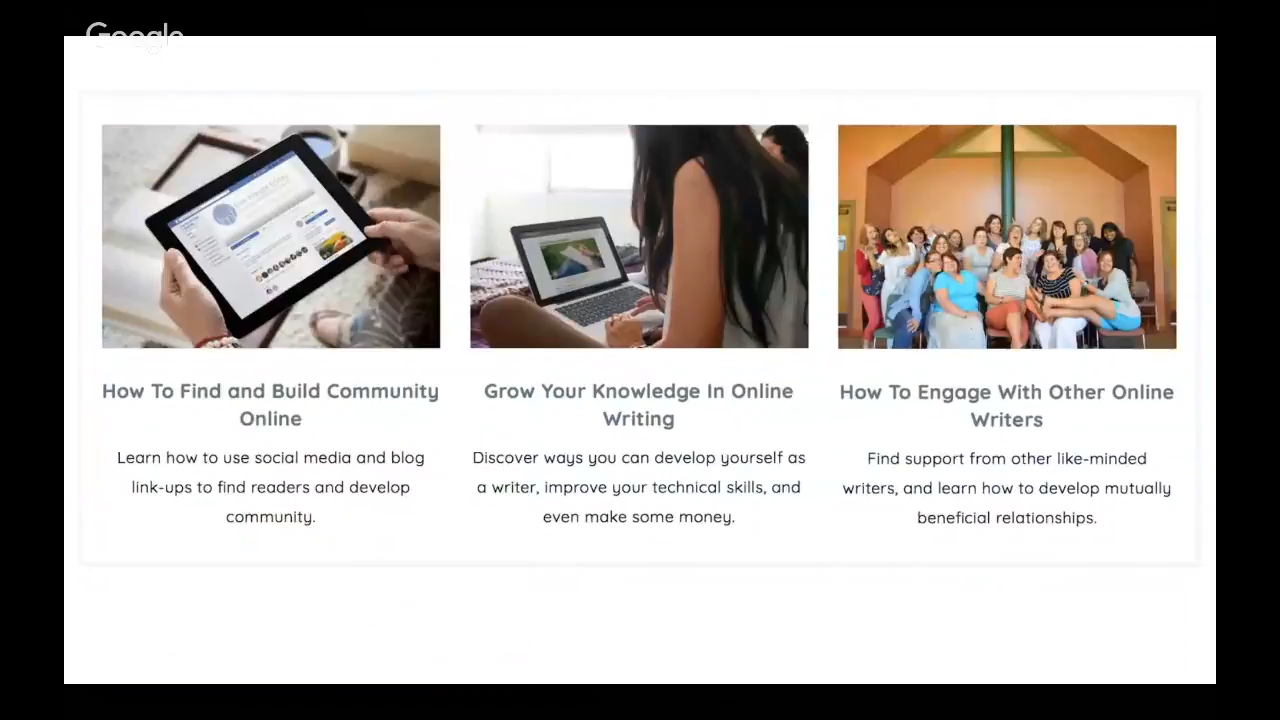 Google
How To Find and Build Community
Online
Learn how to use social media and blog
link-ups to find readers and develop
community.
Grow Your Knowledge In Online
Writing
Discover ways you can develop yourself as
a writer, improve your technical skills, and
even make some money.
How To Engage With Other Online
Writers
Find support from other like-minded
writers, and learn how to develop mutually
beneficial relationships.